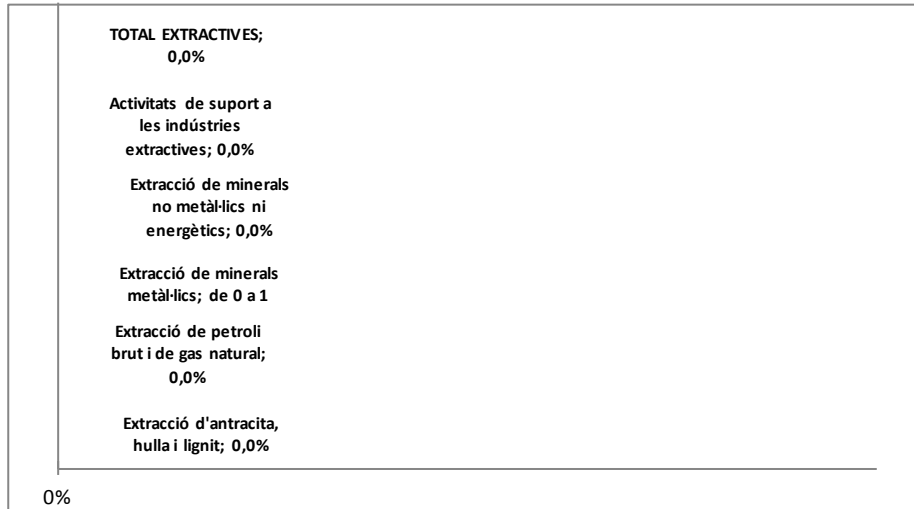 TOTAL EXTRACTIVES;
0,0%
Activitats de suport a
les indústries
extractives; 0,0%
Extracció de minerals
no metàl·lics ni
energètics; 0,0%
Extracció de minerals
metàl·lics; de 0 a 1
Extracció de petroli
brut i de gas natural;
0,0%
Extracció d'antracita,
hulla i lignit; 0,0%
0%